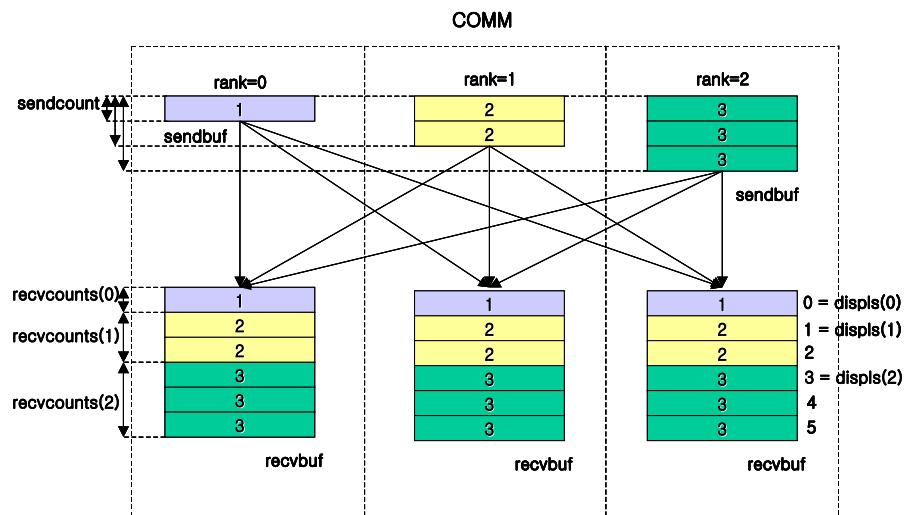 COMM
rank=0 rank=1 rank=2
sendcount
1 2 3
2 3
3
sendbuf
sendbuf
recvcounts(0)
recvcounts(1)
recvcounts(2)
1 1 1 0 = displs(0)
2 2 2 1 = displs(1)
2 2 2 2
3 3 3 3 = displs(2)
3 3 3 4
3 3 3 5
recvbuf recvbuf recvbuf